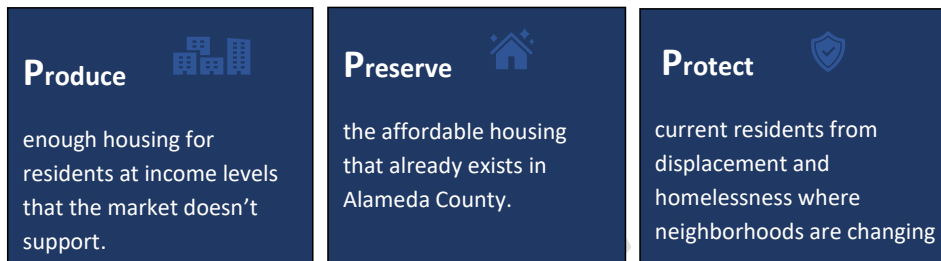 Produce
enough housing for
residents at income levels
that the market doesn’t
support.
Preserve
the affordable housing
that already exists in
Alameda County.
Protect
current residents from
displacement and
homelessness where
neighborhoods are changing